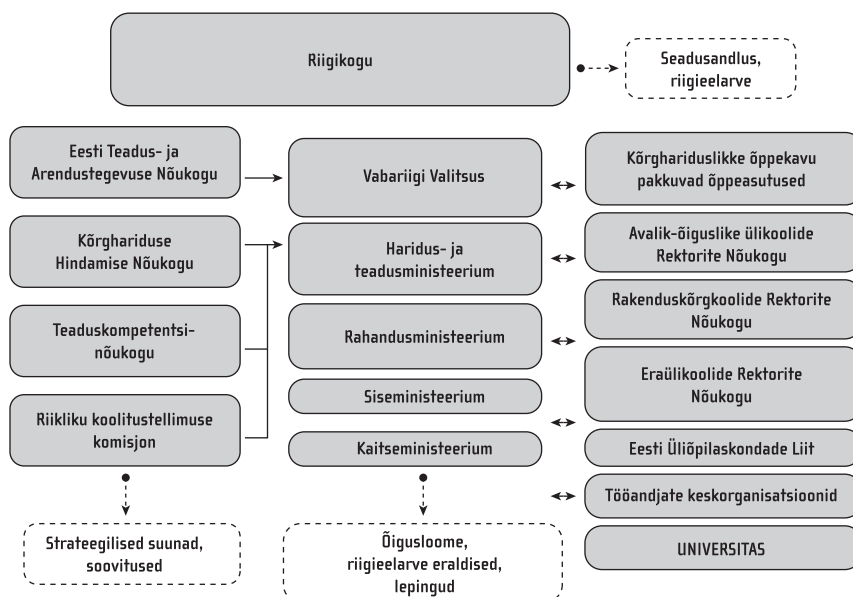 Riigikogu
Seadusandlus,
riigieelarve
Eesti Teadus- ja
Arendustegevuse Nõukogu
Kõrghariduse
Hindamise Nõukogu
Teaduskompetentsi-
nõukogu
Riikliku koolitustellimuse
komisjon
Strateegilised suunad,
soovitused
Vabariigi Valitsus
Haridus- ja
teadusministeerium
Rahandusministeerium
Siseministeerium
Kaitseministeerium
Õigusloome,
riigieelarve eraldised,
lepingud
Kõrghariduslikke õppekavu
pakkuvad õppeasutused
Avalik-õiguslike ülikoolide
Rektorite Nõukogu
Rakenduskõrgkoolide Rektorite
Nõukogu
Eraülikoolide Rektorite
Nõukogu
Eesti Üliõpilaskondade Liit
Tööandjate keskorganisatsioonid
UNIVERSITAS